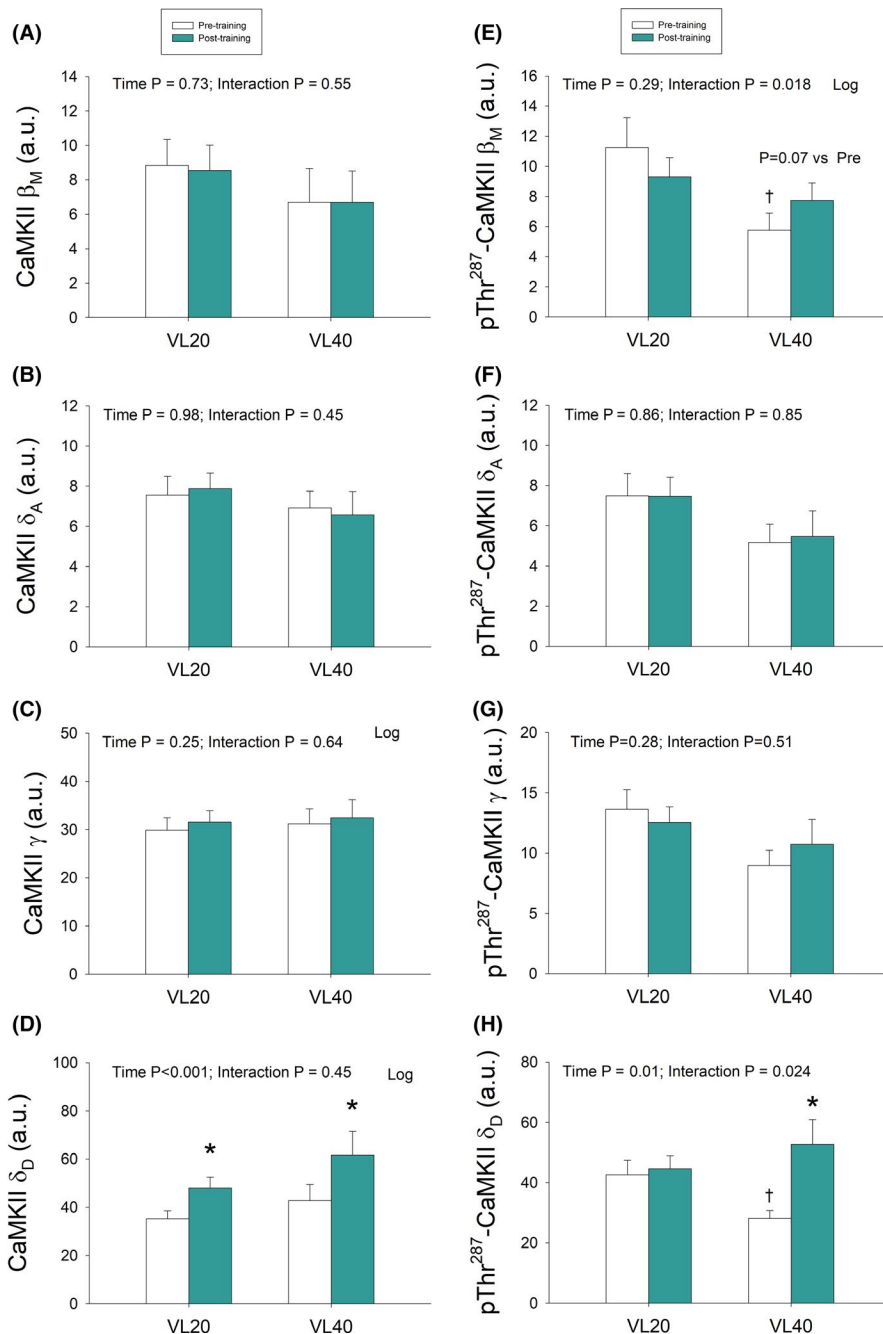 (A)
Pre-training
Post-training
CaMKII βM (a.u.)
14
12
10
8
6
4
2
0
Time P = 0.73; Interaction P = 0.55
VL20
VL40
(E)
Pre-training
Post-training
pThr287-CaMKII βM (a.u.)
16
14
12
10
8
6
4
2
0
Time P = 0.29; Interaction P = 0.018 Log
P=0.07 vs Pre
†
VL20
VL40
(B)
CaMKII δA (a.u.)
12
10
8
6
4
2
0
Time P = 0.98; Interaction P = 0.45
VL20
VL40
(F)
pThr287-CaMKII δA (a.u.)
12
10
8
6
4
2
0
Time P = 0.86; Interaction P = 0.85
VL20
VL40
(C)
CaMKII γ (a.u.)
50
40
30
20
10
0
Time P = 0.25; Interaction P = 0.64 Log
VL20
VL40
(G)
pThr287-CaMKII γ (a.u.)
20
15
10
5
0
Time P=0.28; Interaction P=0.51
VL20
VL40
(D)
CaMKII δD (a.u.)
100
80
60
40
20
0
Time P<0.001; Interaction P = 0.45 Log
*
*
VL20
VL40
(H)
pThr287-CaMKII δD (a.u.)
80
60
40
20
0
Time P = 0.01; Interaction P = 0.024
†
*
VL20
VL40